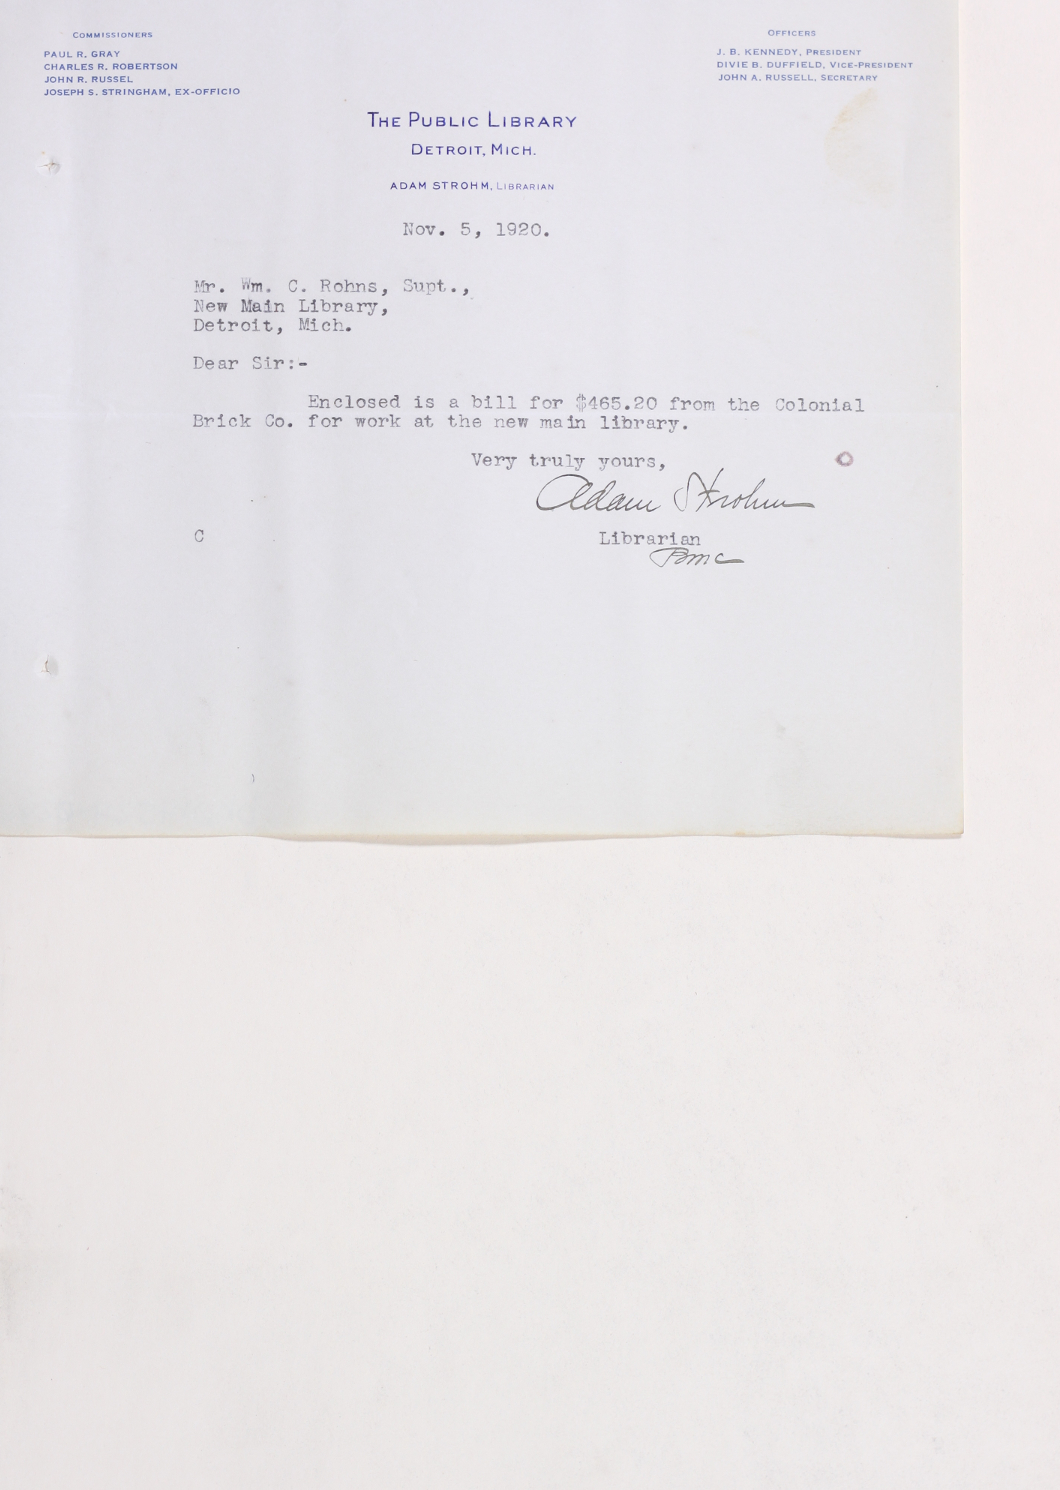 COMMISSIONERS
PAUL R. GRAY
CHARLES R. ROBERTSON
JOHN R. RUSSEL
JOSEPH S. STRINGHAM, EX-OFFICIO
OFFICERS
J. B. KENNEDY, PRESIDENT
DIVIE B. DUFFIELD, VICE-PRESIDENT
JOHN A. RUSSELL, SECRETARY
THE PUBLIC LIBRARY
DETROIT, MICH.
ADAM STROHM, LIBRARIAN
Nov. 5, 1920.
Mr. Wm. C. Rohns, Supt.,
New Main Library,
Detroit, Mich.
Dear Sir:-
Enclosed is a bill for $465.20 from the Colonial
Brick Co. for work at the new main library.
Very truly yours,
Adam Strohm
C
Librarian
BMC